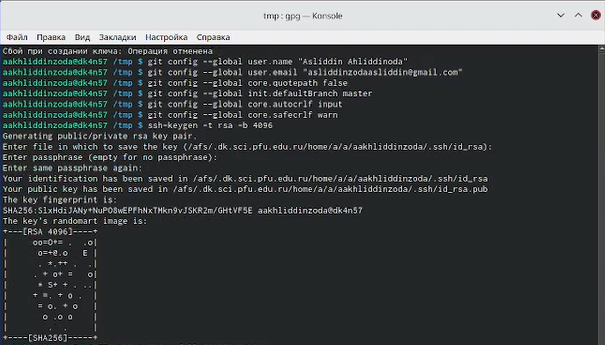 tmp : gpg — Konsole
Файл Правка Вид Закладки Настройка Справка
Сбой при создании ключа: Операция отменена
aakhliddinzoda@dk4n57 /tmp $ git config --global user.name "Asliddin Ahliddinoda"
aakhliddinzoda@dk4n57 /tmp $ git config --global user.email "asliddinzodaasliddin@gmail.com"
aakhliddinzoda@dk4n57 /tmp $ git config --global core.quotepath false
aakhliddinzoda@dk4n57 /tmp $ git config --global init.defaultBranch master
aakhliddinzoda@dk4n57 /tmp $ git config --global core.autocrlf input
aakhliddinzoda@dk4n57 /tmp $ git config --global core.safecrlf warn
aakhliddinzoda@dk4n57 /tmp $ ssh-keygen -t rsa -b 4096
Generating public/private rsa key pair.
Enter file in which to save the key (/afs/.dk.sci.pfu.edu.ru/home/a/a/aakhliddinzoda/.ssh/id_rsa):
Enter passphrase (empty for no passphrase):
Enter same passphrase again:
Your identification has been saved in /afs/.dk.sci.pfu.edu.ru/home/a/a/aakhliddinzoda/.ssh/id_rsa
Your public key has been saved in /afs/.dk.sci.pfu.edu.ru/home/a/a/aakhliddinzoda/.ssh/id_rsa.pub
The key fingerprint is:
SHA256:SlxHdiJANy+NuPO8wEPFhNxTMkn9vJSKR2m/GHtVF5E aakhliddinzoda@dk4n57
The key's randomart image is:
+---[RSA 4096]----+
|     oo=O+= .  .o|
|      o=+@.o   E |
|      . *.++ .  .|
|     . + o+ =   o|
|      * S+ + . ..|
|     + =. + o .  |
|      = o. + o   |
|       o .o o    |
|        .  .     |
+----[SHA256]-----+